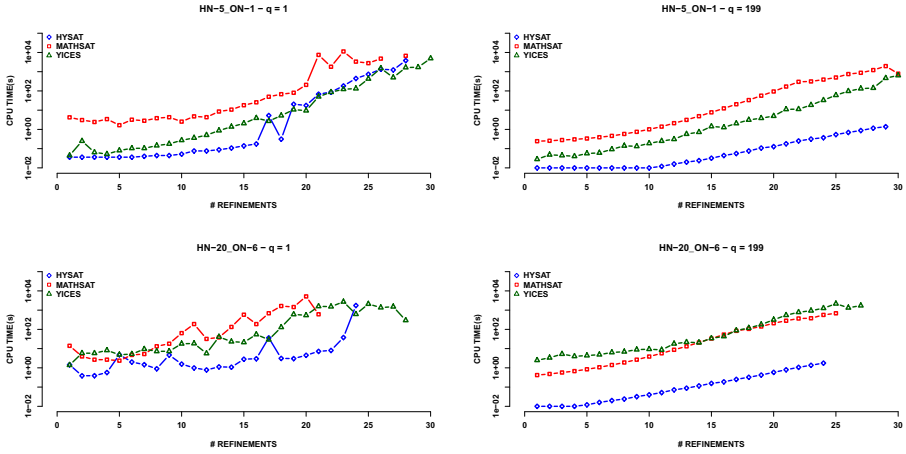 HN−5_ON−1 − q = 1
HYSAT
MATHSAT
YICES
CPU TIME(s)
1e−02 1e+00 1e+02 1e+04
0 5 10 15 20 25 30
# REFINEMENTS
HN−5_ON−1 − q = 199
HYSAT
MATHSAT
YICES
CPU TIME(s)
1e−02 1e+00 1e+02 1e+04
0 5 10 15 20 25 30
# REFINEMENTS
HN−20_ON−6 − q = 1
HYSAT
MATHSAT
YICES
CPU TIME(s)
1e−02 1e+00 1e+02 1e+04
0 5 10 15 20 25 30
# REFINEMENTS
HN−20_ON−6 − q = 199
HYSAT
MATHSAT
YICES
CPU TIME(s)
1e−02 1e+00 1e+02 1e+04
0 5 10 15 20 25 30
# REFINEMENTS